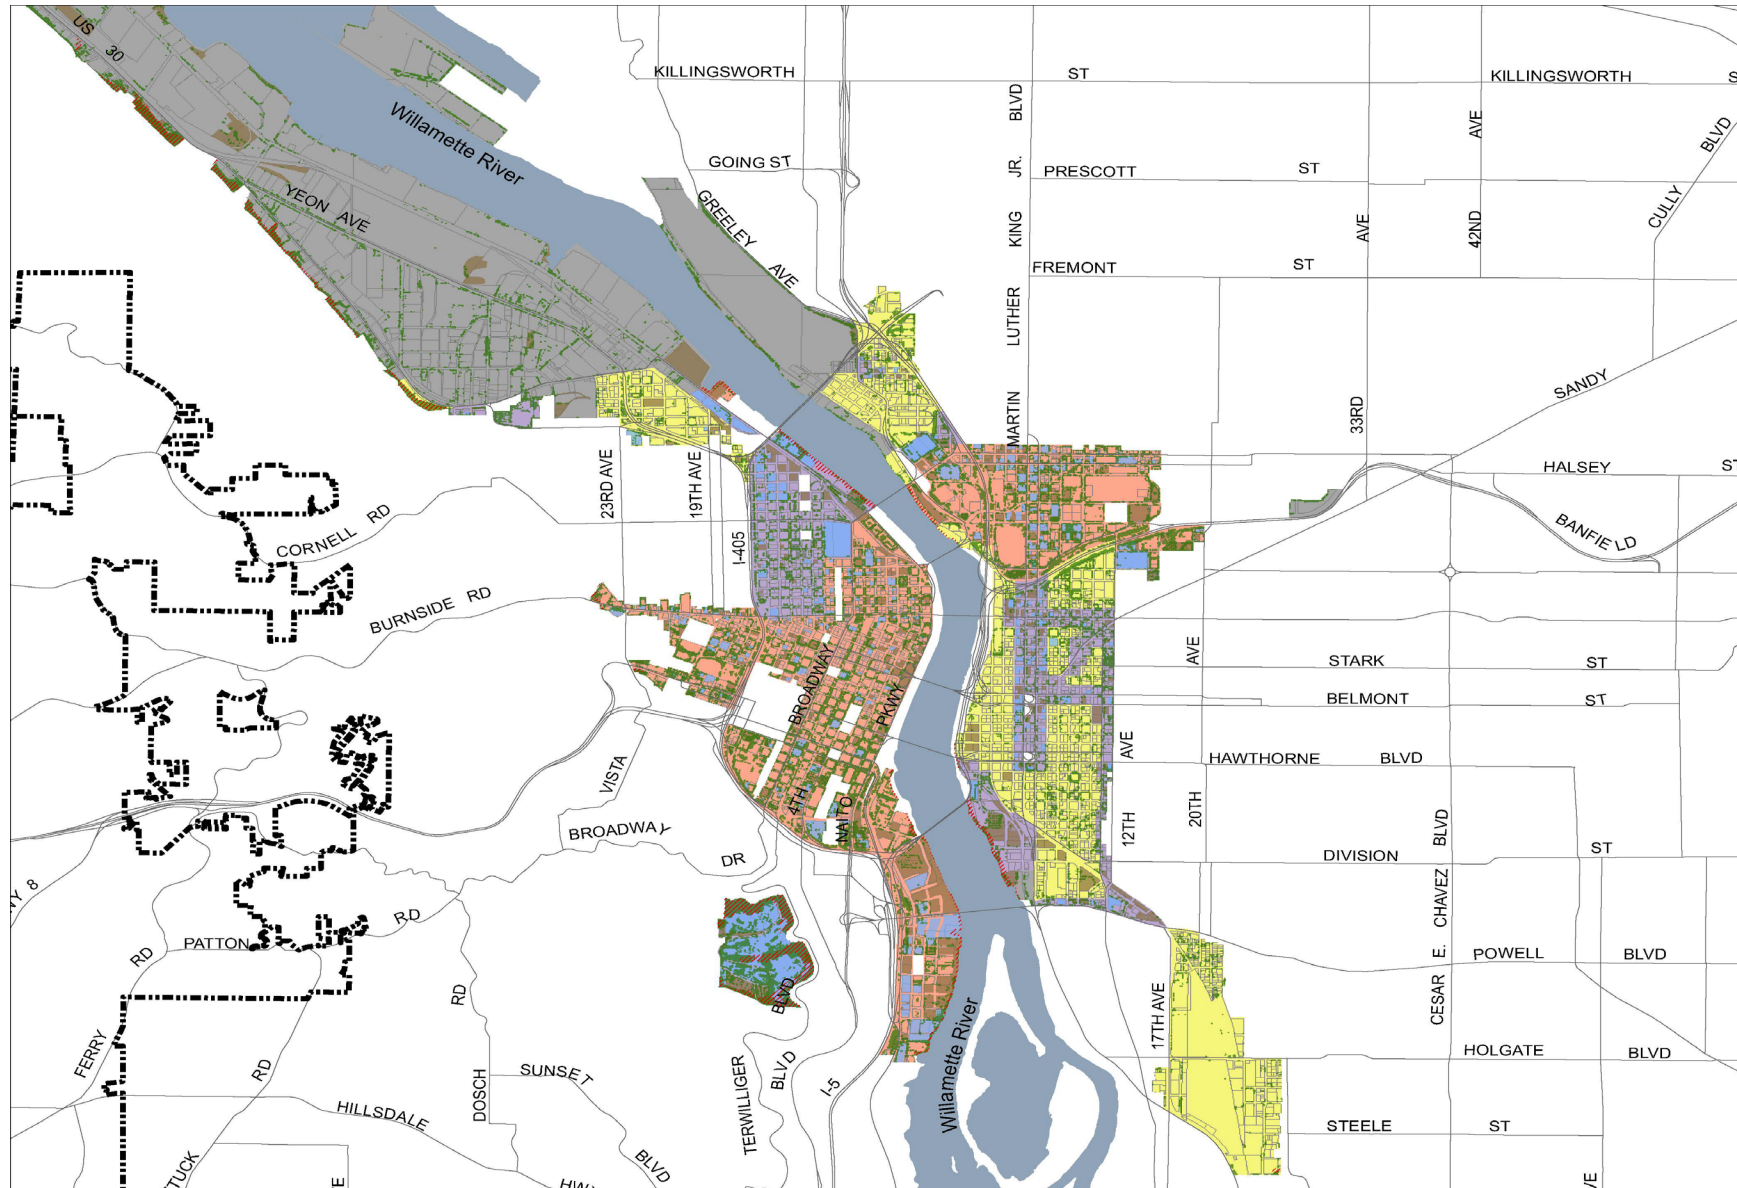 US 30
KILLINGSWORTH ST KILLINGSWORTH
Willamette River
GOING ST
BLVD
AVE
BLVD
JR.
PRESCOTT ST
YEON AVE
GREELEY AVE
KING
AVE
42ND
CULLY
FREMONT ST
LUTHER
SANDY
MARTIN
33RD
HALSEY
23RD AVE
19TH AVE
CORNELL RD
I-405
BANFIELD
BURNSIDE RD
AVE
STARK ST
BROADWAY
PKWY
BELMONT ST
AVE
HAWTHORNE BLVD
VISTA
4TH
NAITO
20TH
12TH
BLVD
BROADWAY DR
DIVISION ST
CHAVEZ
RD
PATTON
RD
E.
POWELL BLVD
BLVD
RD
CESAR
17TH AVE
Willamette River
FERRY
RD
HOLGATE BLVD
DOSCH
SUNSET
TERWILLIGER
BLVD
I-5
HILLSDALE
STEELE ST
BLVD